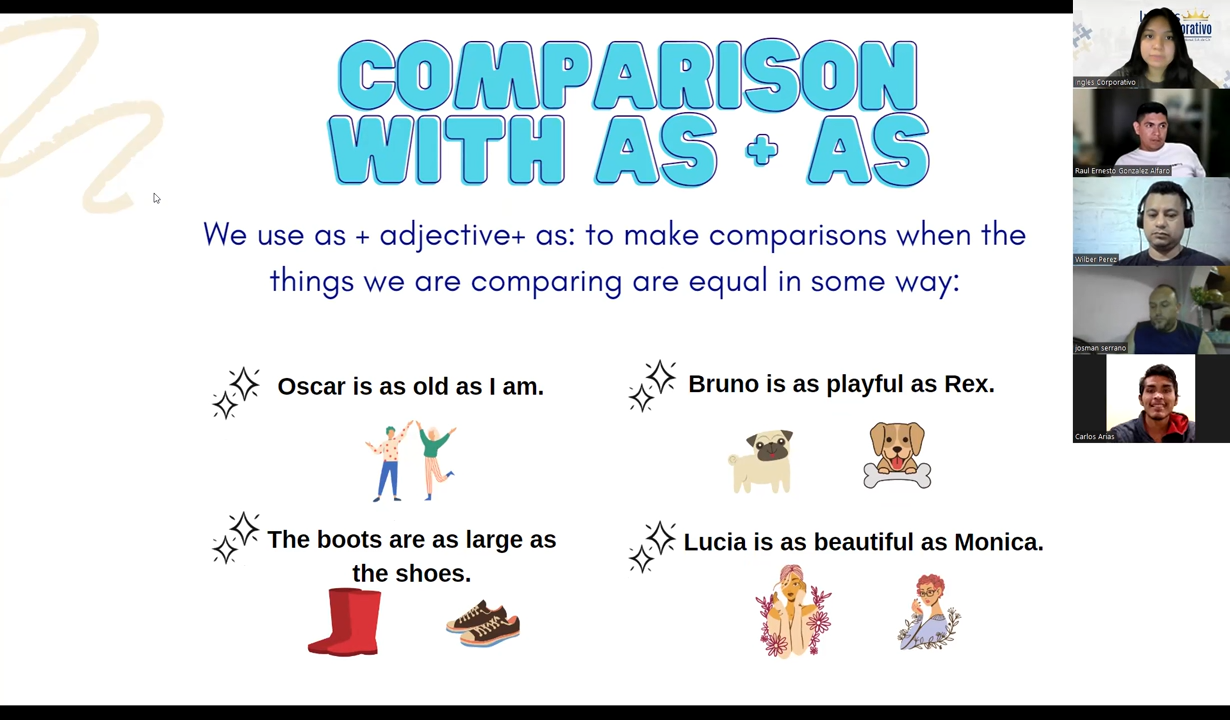 COMPARISON
WITH AS + AS
We use as + adjective+ as: to make comparisons when the
things we are comparing are equal in some way:
Oscar is as old as I am.
Bruno is as playful as Rex.
The boots are as large as
the shoes.
Lucia is as beautiful as Monica.
Ingles Corporativo
Raul Ernesto Gonzalez Alfaro
Wilber Perez
josman serrano
Carlos Arias